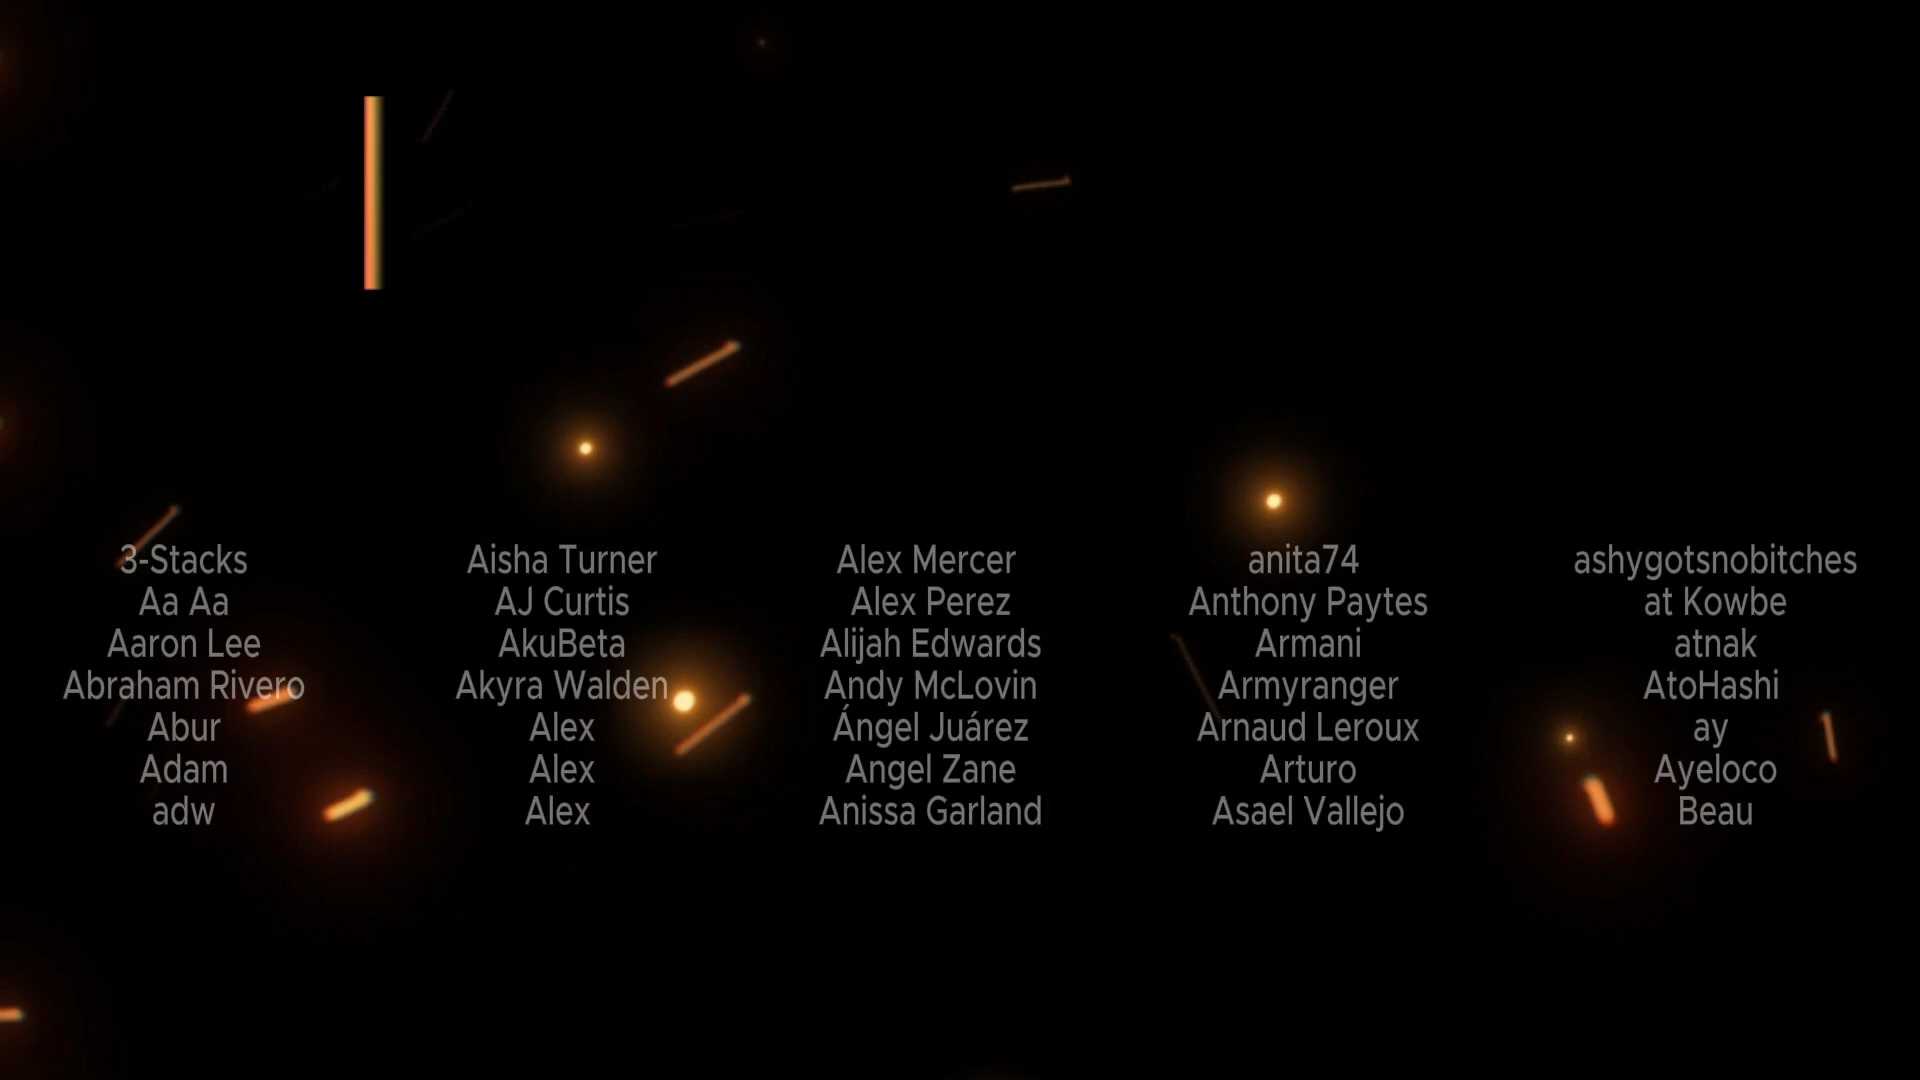 3-Stacks
Aa Aa
Aaron Lee
Abraham Rivero
Abur
Adam
adw
Aisha Turner
AJ Curtis
AkuBeta
Akyra Walden
Alex
Alex
Alex
Alex Mercer
Alex Perez
Alijah Edwards
Andy McLovin
Ángel Juárez
Angel Zane
Anissa Garland
anita74
Anthony Paytes
Armani
Armyranger
Arnaud Leroux
Arturo
Asael Vallejo
ashygotsnobitches
at Kowbe
atnak
AtoHashi
ay
Ayeloco
Beau